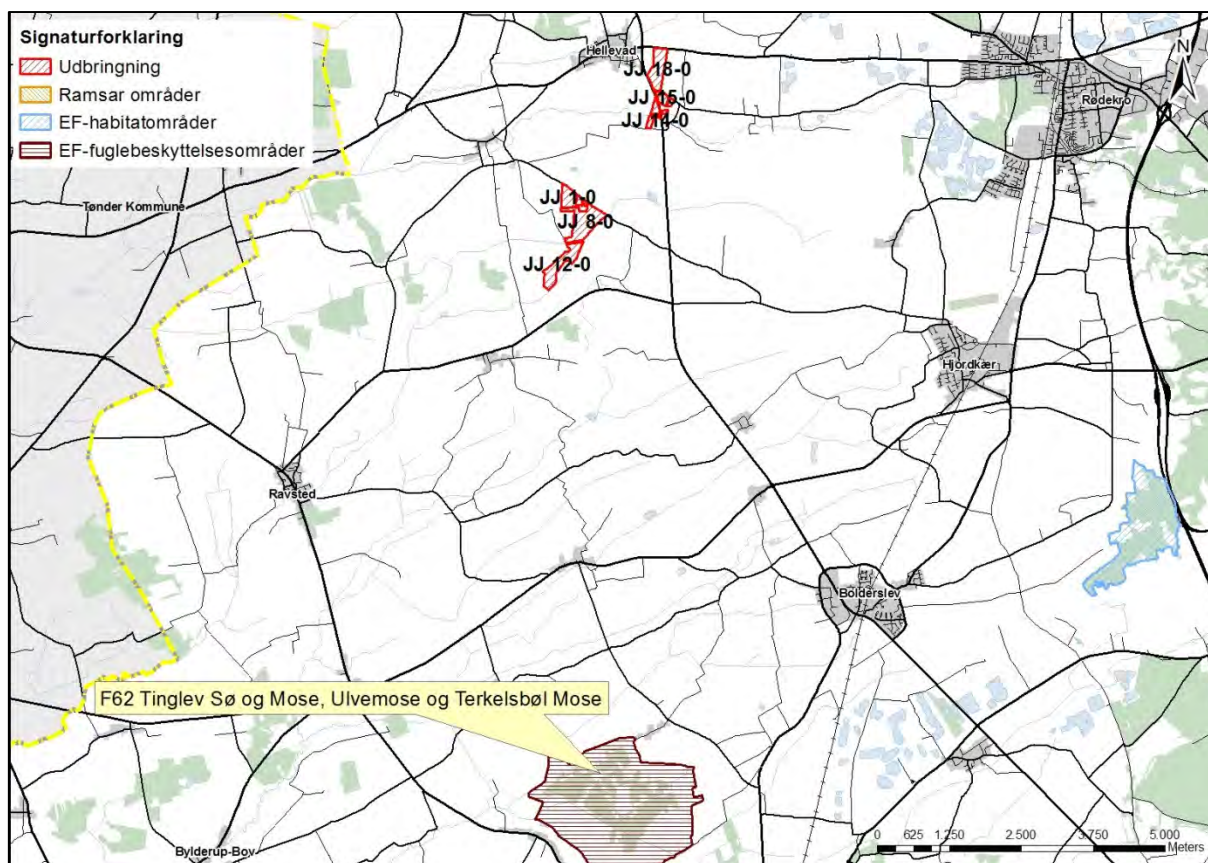 Signaturforklaring
Udbringning
Ramsar områder
EF-habitatområder
EF-fuglebeskyttelsesområder
Hellevad
N
JJ 18-0
JJ 15-0
JJ 14-0
Rødekro
JJ 1-0
JJ 8-0
JJ 12-0
Tønder Kommune
Hjordkær
Ravsted
Bolderslev
F62 Tinglev Sø og Mose, Ulvemose og Terkelsbøl Mose
Bylderup-Bov
0 625 1.250 2.500 3.750 5.000
Meters